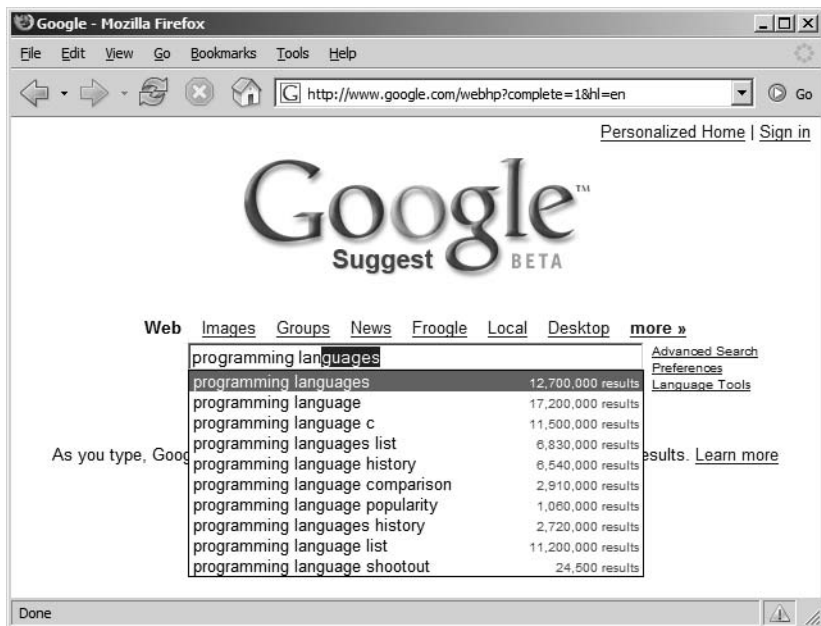 Google - Mozilla Firefox
File Edit View Go Bookmarks Tools Help
G http://www.google.com/webhp?complete=1&hl=en Go
Personalized Home | Sign in
Google™
Suggest BETA
Web Images Groups News Froogle Local Desktop more »
programming languages
Advanced Search
Preferences
Language Tools
programming languages 12,700,000 results
programming language 17,200,000 results
programming language c 11,500,000 results
programming languages list 6,830,000 results
programming language history 6,540,000 results
programming language comparison 2,910,000 results
programming language popularity 1,060,000 results
programming languages history 2,720,000 results
programming language list 11,200,000 results
programming language shootout 24,500 results
As you type, Goog esults. Learn more
Done